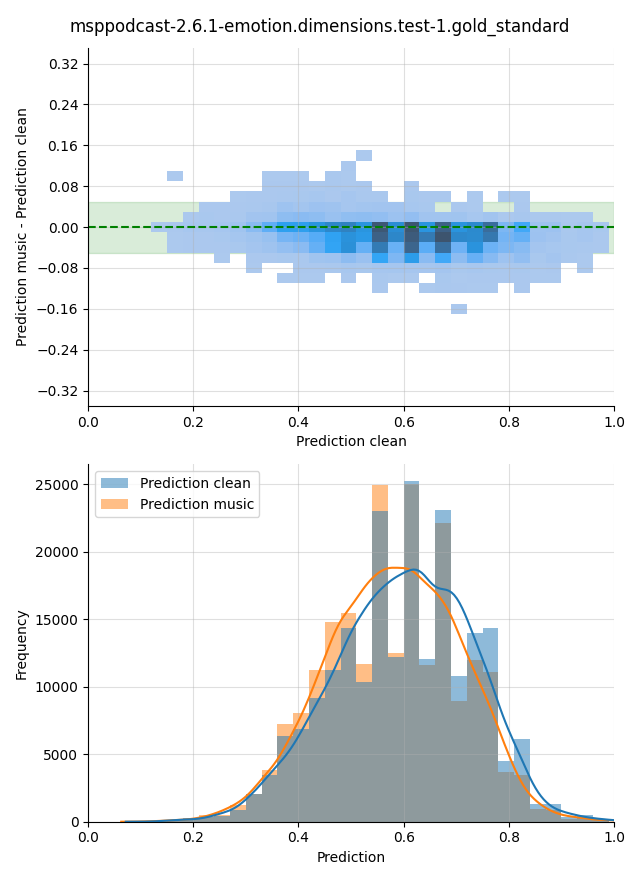 msppodcast-2.6.1-emotion.dimensions.test-1.gold_standard
Prediction music - Prediction clean
0.32
0.24
0.16
0.08
0.00
−0.08
−0.16
−0.24
−0.32
0.0 0.2 0.4 0.6 0.8 1.0
Prediction clean
Frequency
25000
20000
15000
10000
5000
0
Prediction clean
Prediction music
0.0 0.2 0.4 0.6 0.8 1.0
Prediction